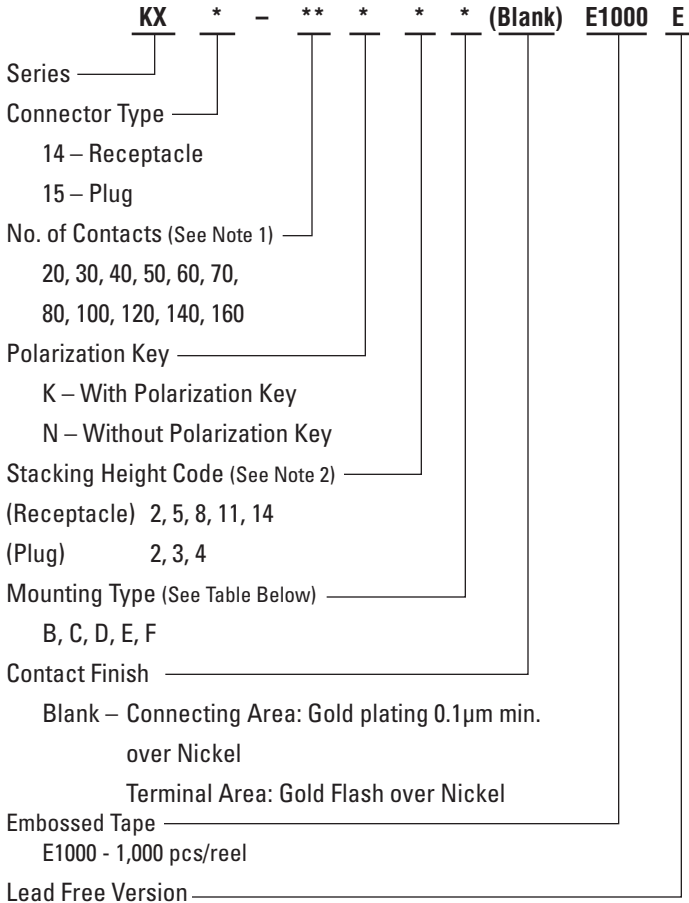 KX * – ** * * * (Blank) E1000 E
Series
Connector Type
14 – Receptacle
15 – Plug
No. of Contacts (See Note 1)
20, 30, 40, 50, 60, 70,
80, 100, 120, 140, 160
Polarization Key
K – With Polarization Key
N – Without Polarization Key
Stacking Height Code (See Note 2)
(Receptacle) 2, 5, 8, 11, 14
(Plug) 2, 3, 4
Mounting Type (See Table Below)
B, C, D, E, F
Contact Finish
Blank – Connecting Area: Gold plating 0.1µm min.
over Nickel
Terminal Area: Gold Flash over Nickel
Embossed Tape
E1000 - 1,000 pcs/reel
Lead Free Version